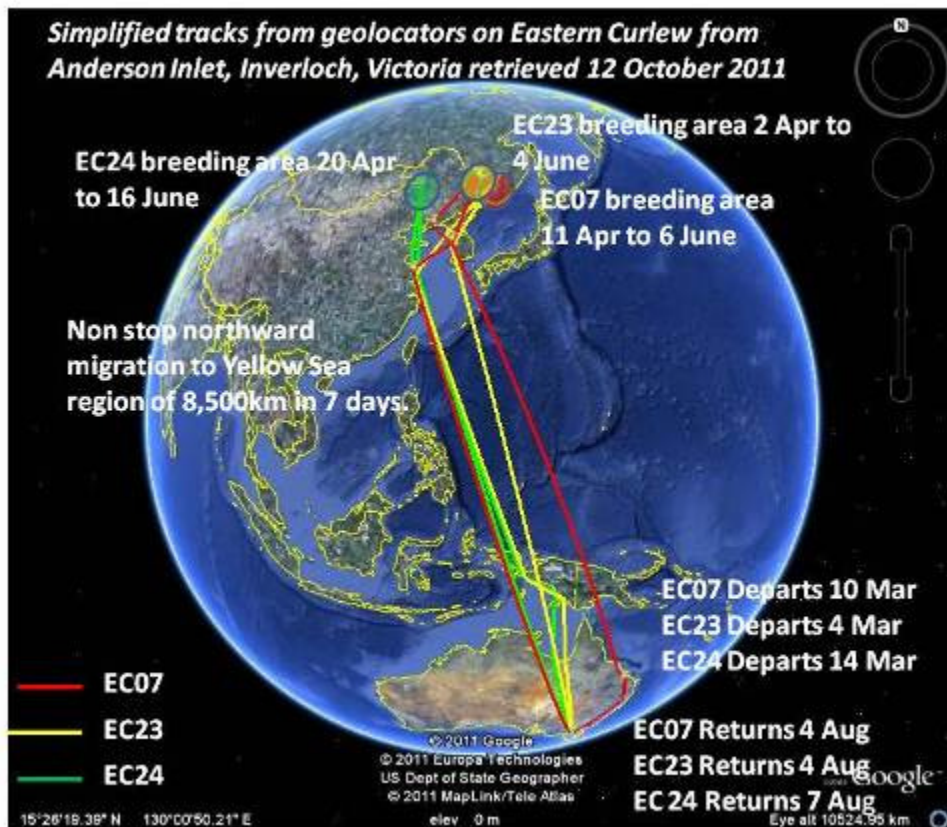 Simplified tracks from geolocators on Eastern Curlew from
Anderson Inlet, Inverloch, Victoria retrieved 12 October 2011
N
EC23 breeding area 2 Apr to
4 June
EC24 breeding area 20 Apr
to 16 June
EC07 breeding area
11 Apr to 6 June
Non stop northward
migration to Yellow Sea
region of 8,500km in 7 days.
EC07 Departs 10 Mar
EC23 Departs 4 Mar
EC24 Departs 14 Mar
EC07
EC23
EC24
EC07 Returns 4 Aug
EC23 Returns 4 Aug
EC 24 Returns 7 Aug
© 2011 Google
© 2011 Europa Technologies
US Dept of State Geographer
© 2011 MapLink/Tele Atlas
Google
15°26'19.39" N 130°00'50.21" E elev 0 m Eye alt 10524.95 km